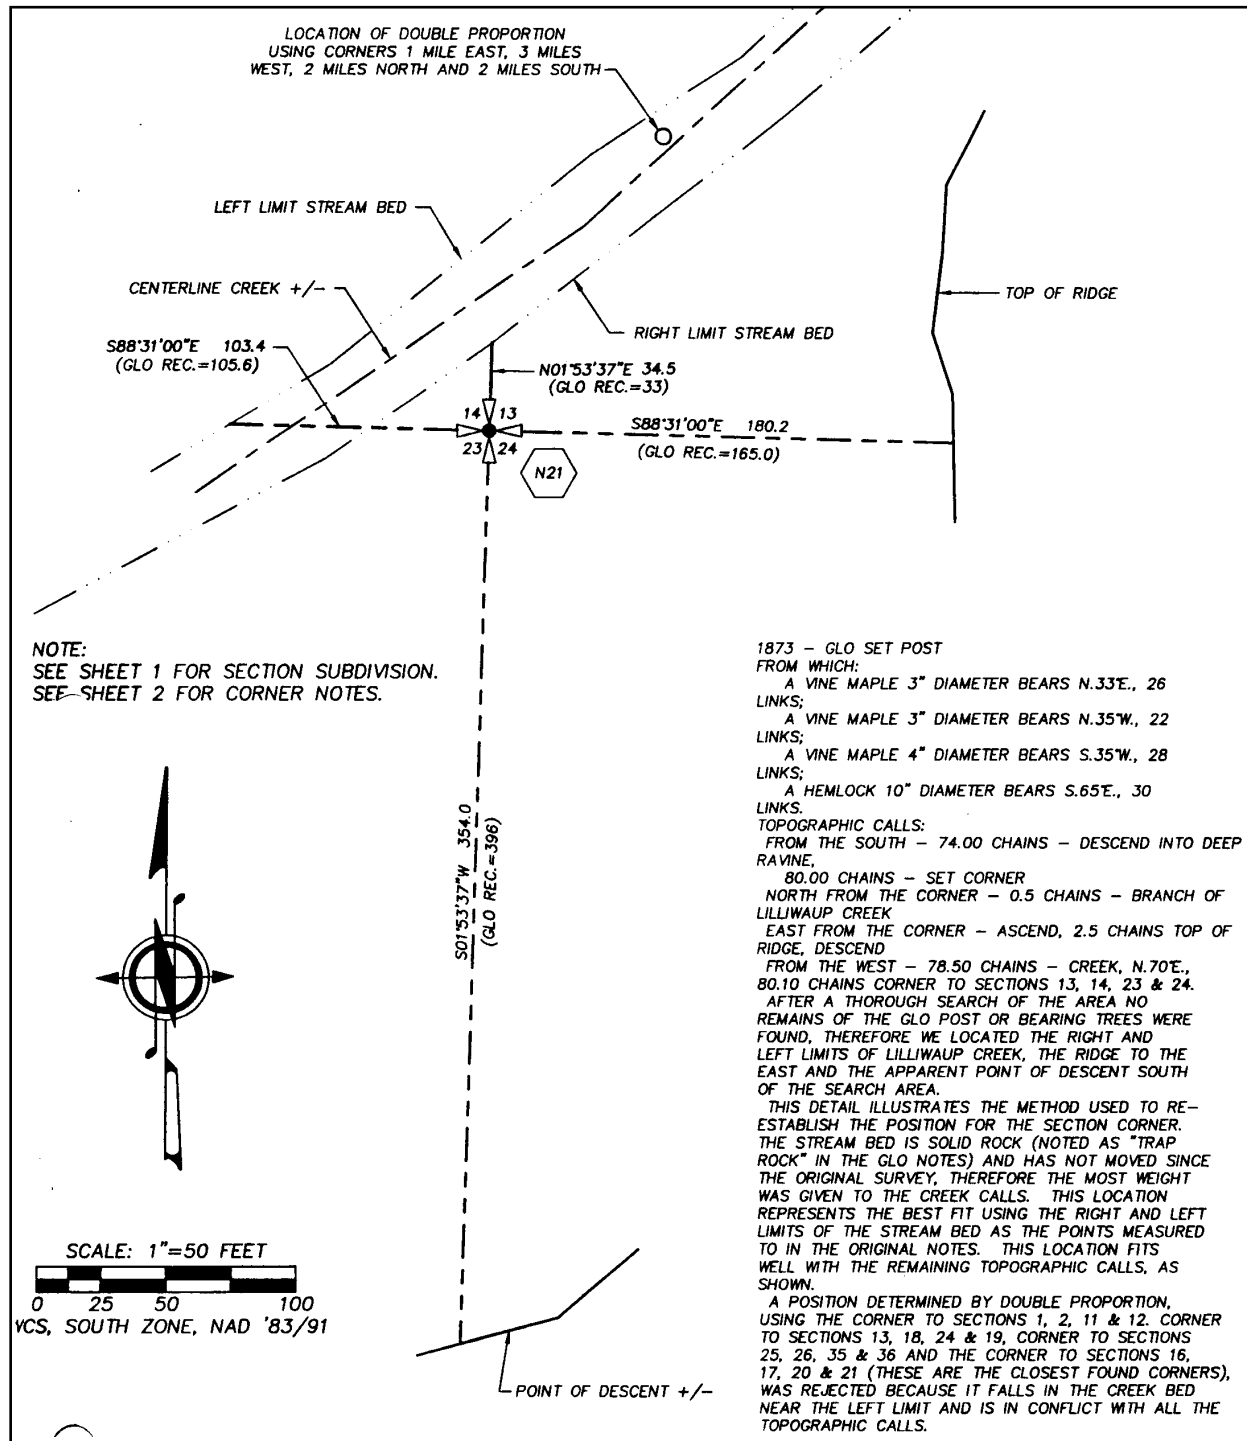 LOCATION OF DOUBLE PROPORTION
USING CORNERS 1 MILE EAST, 3 MILES
WEST, 2 MILES NORTH AND 2 MILES SOUTH
LEFT LIMIT STREAM BED
CENTERLINE CREEK +/-
TOP OF RIDGE
RIGHT LIMIT STREAM BED
S88°31'00"E 103.4
(GLO REC.=105.6)
N01°53'37"E 34.5
(GLO REC.=33)
14 13
23 24
S88°31'00"E 180.2
(GLO REC.=165.0)
N21
NOTE:
SEE SHEET 1 FOR SECTION SUBDIVISION.
SEE SHEET 2 FOR CORNER NOTES.
S01°53'37"W 354.0
(GLO REC.=396)
SCALE: 1"=50 FEET
0 25 50 100
WCS, SOUTH ZONE, NAD '83/91
POINT OF DESCENT +/-
1873 - GLO SET POST
FROM WHICH:
A VINE MAPLE 3" DIAMETER BEARS N.33°E., 26
LINKS;
A VINE MAPLE 3" DIAMETER BEARS N.35°W., 22
LINKS;
A VINE MAPLE 4" DIAMETER BEARS S.35°W., 28
LINKS;
A HEMLOCK 10" DIAMETER BEARS S.65°E., 30
LINKS.
TOPOGRAPHIC CALLS:
FROM THE SOUTH - 74.00 CHAINS - DESCEND INTO DEEP
RAVINE,
80.00 CHAINS - SET CORNER
NORTH FROM THE CORNER - 0.5 CHAINS - BRANCH OF
LILLIWAUP CREEK
EAST FROM THE CORNER - ASCEND, 2.5 CHAINS TOP OF
RIDGE, DESCEND
FROM THE WEST - 78.50 CHAINS - CREEK, N.70°E.,
80.10 CHAINS CORNER TO SECTIONS 13, 14, 23 & 24.
AFTER A THOROUGH SEARCH OF THE AREA NO
REMAINS OF THE GLO POST OR BEARING TREES WERE
FOUND, THEREFORE WE LOCATED THE RIGHT AND
LEFT LIMITS OF LILLIWAUP CREEK, THE RIDGE TO THE
EAST AND THE APPARENT POINT OF DESCENT SOUTH
OF THE SEARCH AREA.
THIS DETAIL ILLUSTRATES THE METHOD USED TO RE-
ESTABLISH THE POSITION FOR THE SECTION CORNER.
THE STREAM BED IS SOLID ROCK (NOTED AS "TRAP
ROCK" IN THE GLO NOTES) AND HAS NOT MOVED SINCE
THE ORIGINAL SURVEY, THEREFORE THE MOST WEIGHT
WAS GIVEN TO THE CREEK CALLS. THIS LOCATION
REPRESENTS THE BEST FIT USING THE RIGHT AND LEFT
LIMITS OF THE STREAM BED AS THE POINTS MEASURED
TO IN THE ORIGINAL NOTES. THIS LOCATION FITS
WELL WITH THE REMAINING TOPOGRAPHIC CALLS, AS
SHOWN.
A POSITION DETERMINED BY DOUBLE PROPORTION,
USING THE CORNER TO SECTIONS 1, 2, 11 & 12. CORNER
TO SECTIONS 13, 18, 24 & 19, CORNER TO SECTIONS
25, 26, 35 & 36 AND THE CORNER TO SECTIONS 16,
17, 20 & 21 (THESE ARE THE CLOSEST FOUND CORNERS),
WAS REJECTED BECAUSE IT FALLS IN THE CREEK BED
NEAR THE LEFT LIMIT AND IS IN CONFLICT WITH ALL THE
TOPOGRAPHIC CALLS.